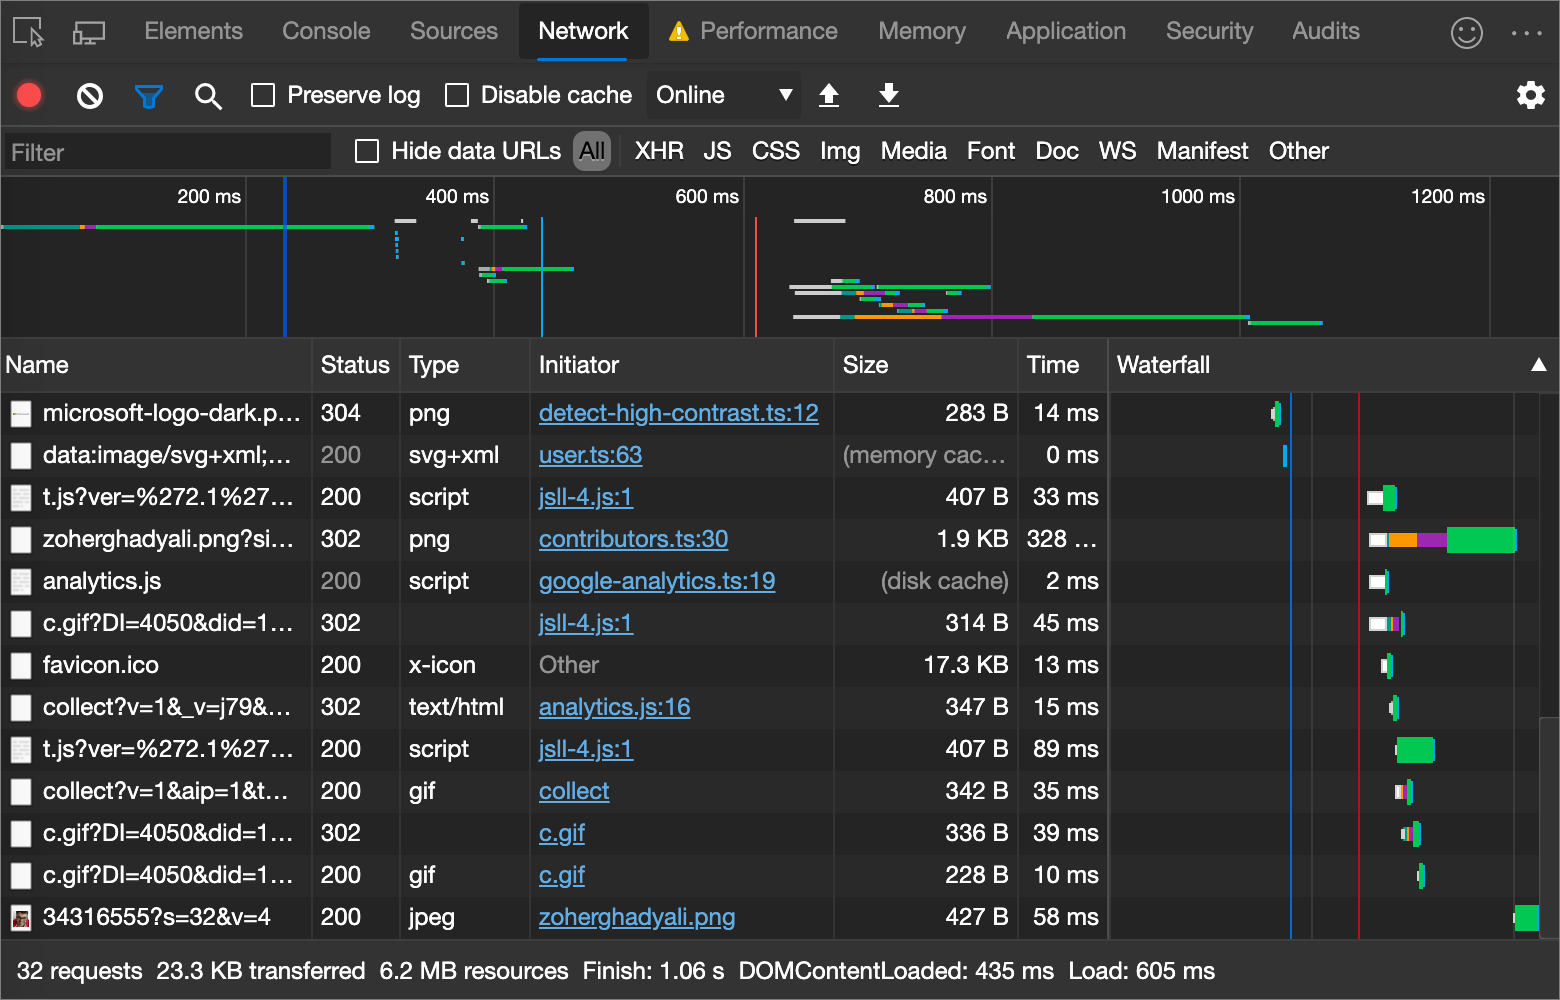 Elements Console Sources Network Performance Memory Application Security Audits
Preserve log Disable cache Online
Filter Hide data URLs All XHR JS CSS Img Media Font Doc WS Manifest Other
200 ms 400 ms 600 ms 800 ms 1000 ms 1200 ms
Name Status Type Initiator Size Time Waterfall
microsoft-logo-dark.p... 304 png detect-high-contrast.ts:12 283 B 14 ms
data:image/svg+xml;... 200 svg+xml user.ts:63 (memory cac... 0 ms
t.js?ver=%272.1%27... 200 script jsll-4.js:1 407 B 33 ms
zoherghadyali.png?si... 302 png contributors.ts:30 1.9 KB 328 ...
analytics.js 200 script google-analytics.ts:19 (disk cache) 2 ms
c.gif?DI=4050&did=1... 302 jsll-4.js:1 314 B 45 ms
favicon.ico 200 x-icon Other 17.3 KB 13 ms
collect?v=1&_v=j79&... 302 text/html analytics.js:16 347 B 15 ms
t.js?ver=%272.1%27... 200 script jsll-4.js:1 407 B 89 ms
collect?v=1&aip=1&t... 200 gif collect 342 B 35 ms
c.gif?DI=4050&did=1... 302 c.gif 336 B 39 ms
c.gif?DI=4050&did=1... 200 gif c.gif 228 B 10 ms
34316555?s=32&v=4 200 jpeg zoherghadyali.png 427 B 58 ms
32 requests 23.3 KB transferred 6.2 MB resources Finish: 1.06 s DOMContentLoaded: 435 ms Load: 605 ms